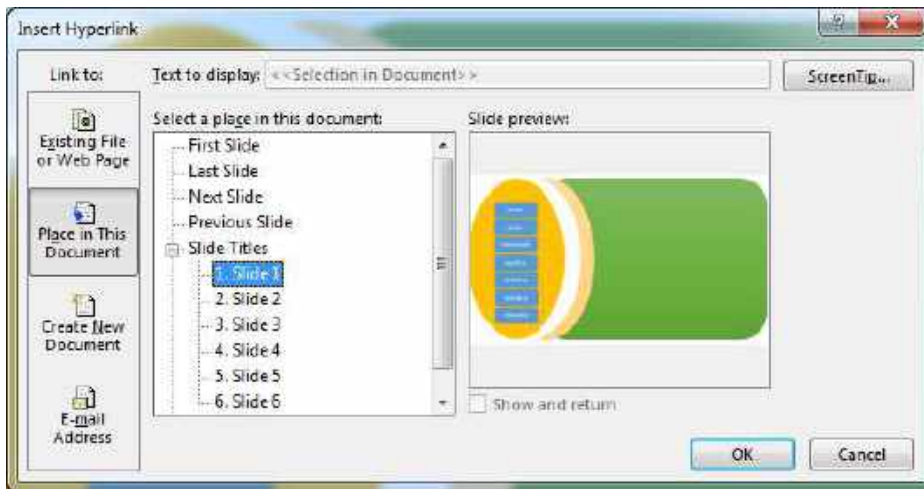 Insert Hyperlink
Link to:
Text to display: <<Selection in Document>>
ScreenTip...
Existing File
or Web Page
Place in This
Document
Create New
Document
E-mail
Address
Select a place in this document:
First Slide
Last Slide
Next Slide
Previous Slide
Slide Titles
1. Slide 1
2. Slide 2
3. Slide 3
4. Slide 4
5. Slide 5
6. Slide 6
Slide preview:
Show and return
OK
Cancel